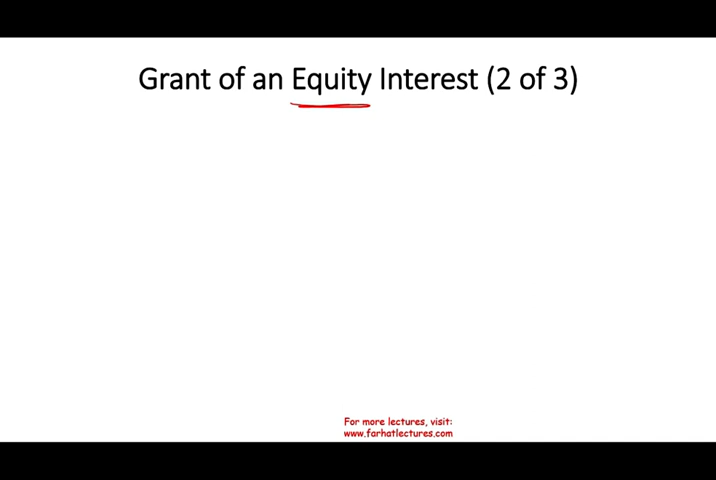 Grant of an Equity Interest (2 of 3)
For more lectures, visit:
www.farhatlectures.com